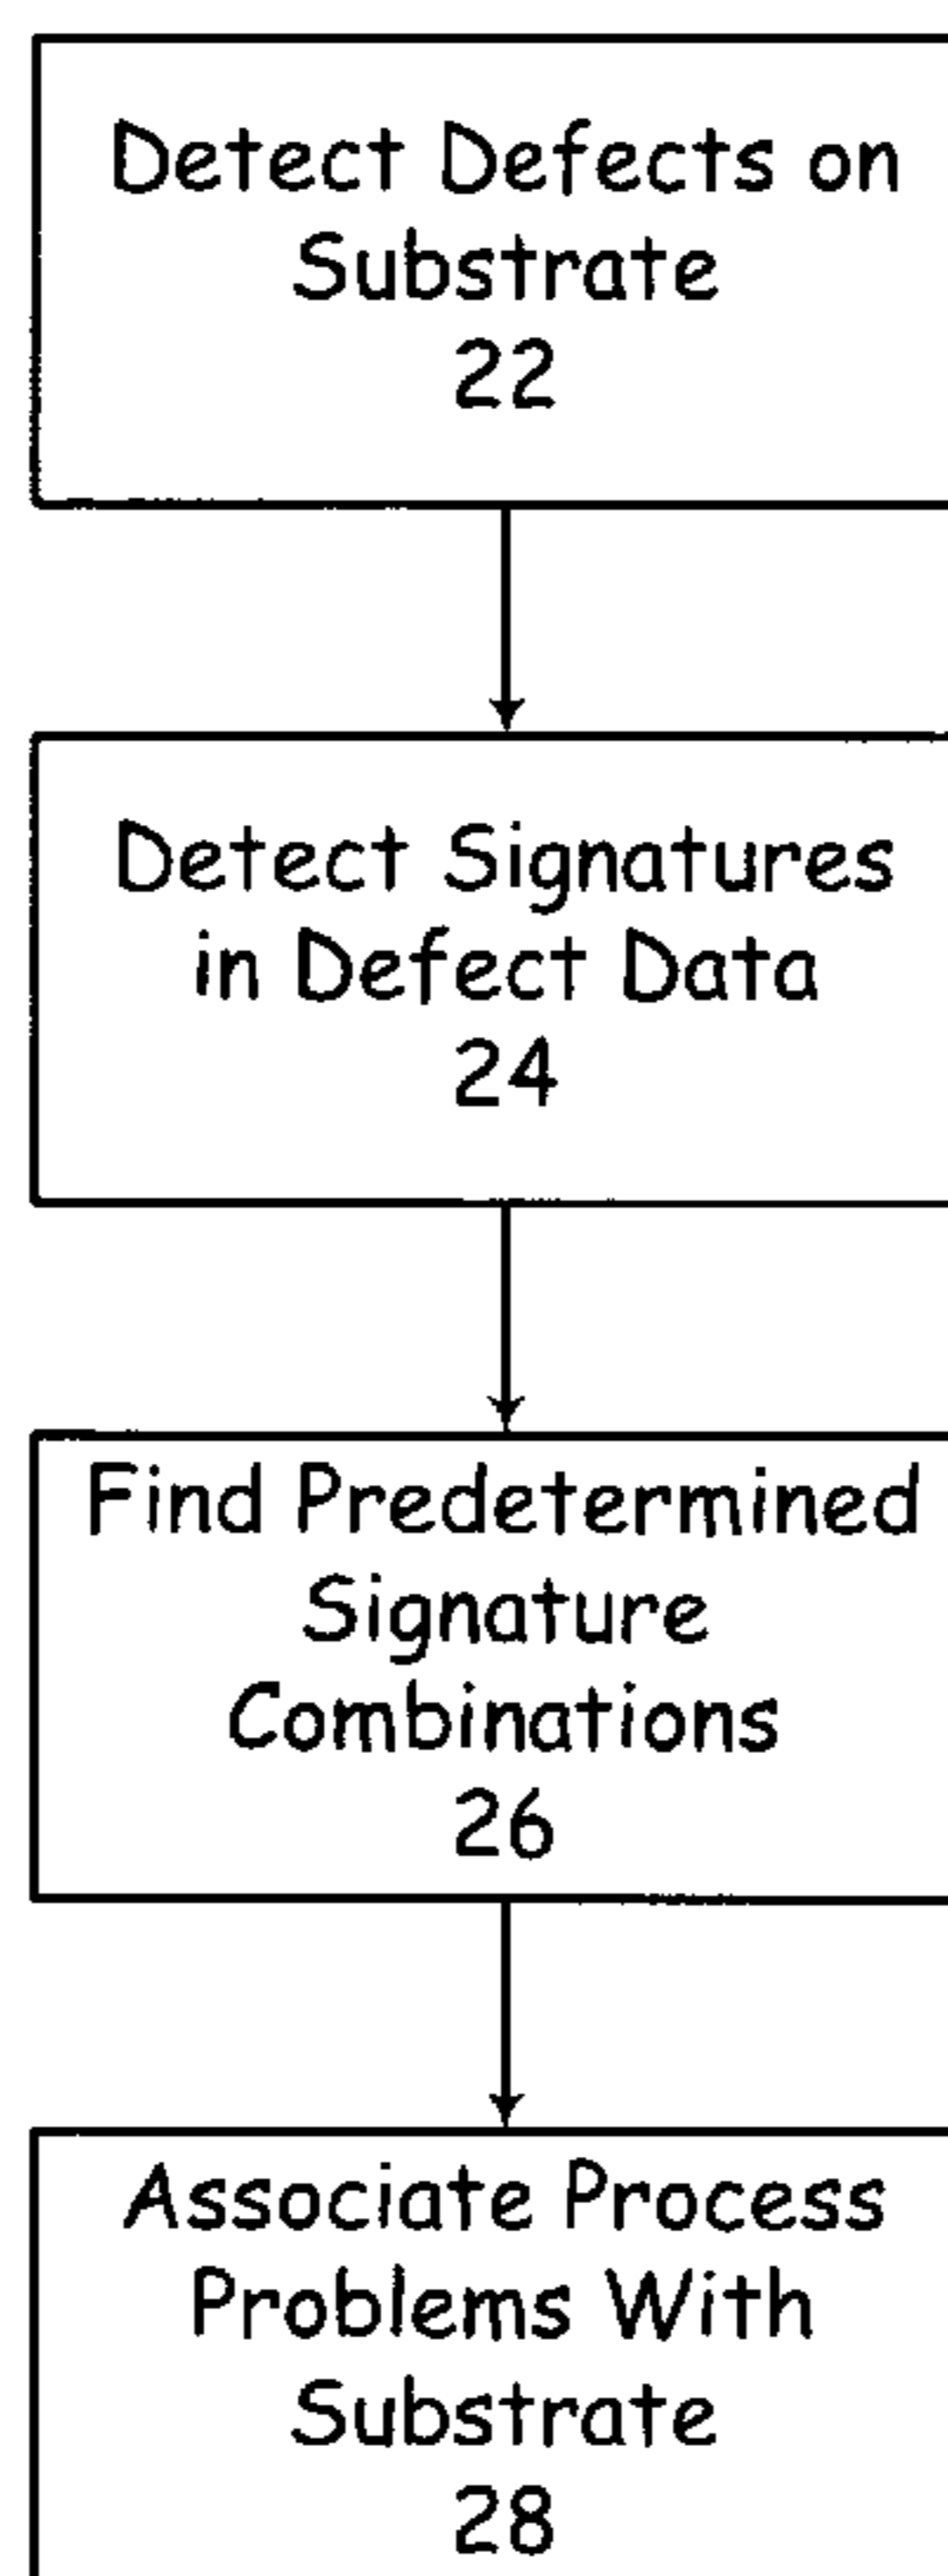 Detect Defects on
Substrate
22
Detect Signatures
in Defect Data
24
Find Predetermined
Signature
Combinations
26
Associate Process
Problems With
Substrate
28